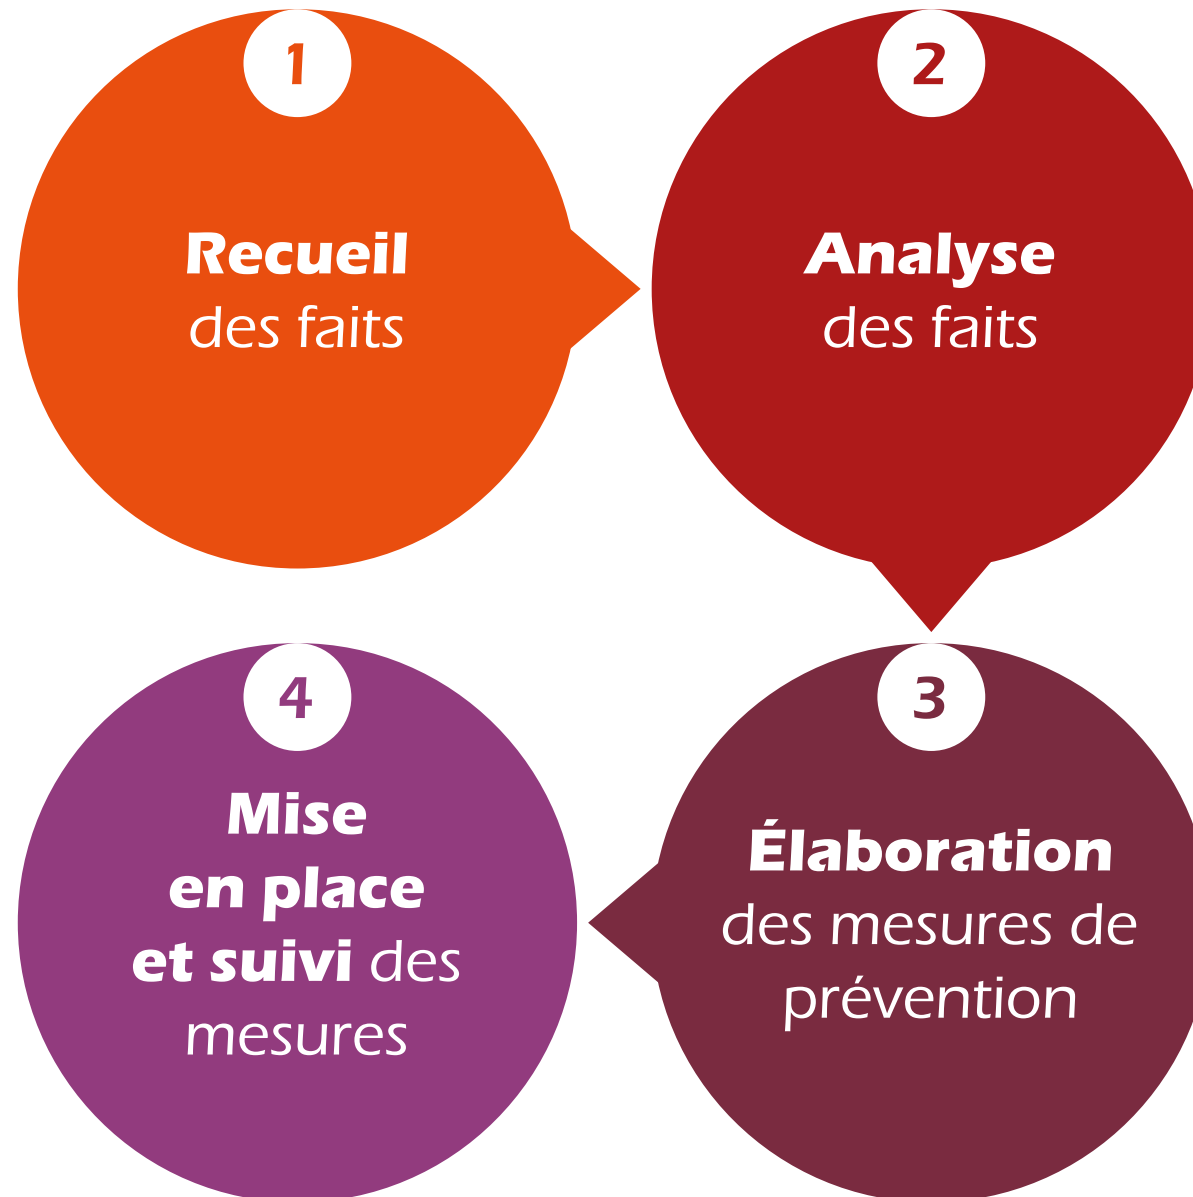 1
Recueil
des faits
2
Analyse
des faits
3
Élaboration
des mesures de
prévention
4
Mise
en place
et suivi des
mesures